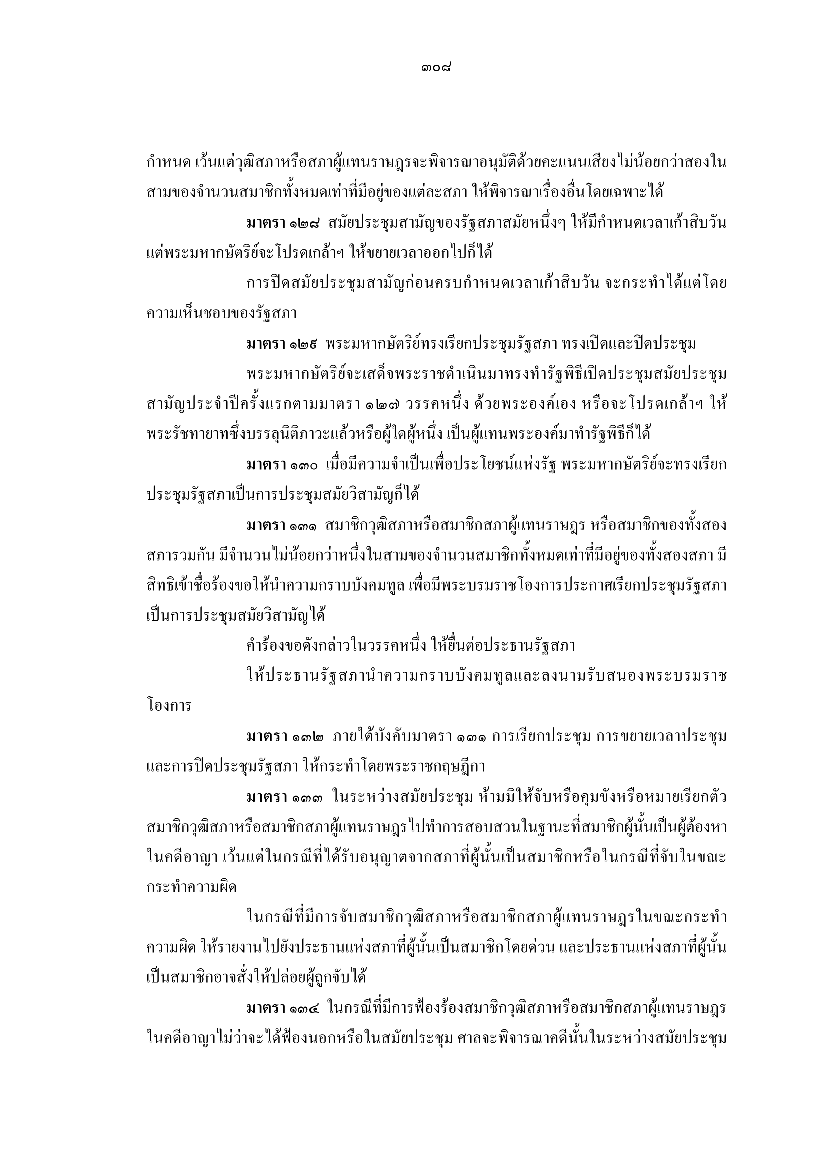 ๓๐๘
กำหนด เว้นแต่วุฒิสภาหรือสภาผู้แทนราษฎรจะพิจารณาอนุมัติด้วยคะแนนเสียงไม่น้อยกว่าสองใน
สามของจำนวนสมาชิกทั้งหมดเท่าที่มีอยู่ของแต่ละสภา ให้พิจารณาเรื่องอื่นโดยเฉพาะได้
มาตรา ๑๒๘ สมัยประชุมสามัญของรัฐสภาสมัยหนึ่งๆ ให้มีกำหนดเวลาเก้าสิบวัน
แต่พระมหากษัตริย์จะโปรดเกล้าฯ ให้ขยายเวลาออกไปก็ได้
การปิดสมัยประชุมสามัญก่อนครบกำหนดเวลาเก้าสิบวัน จะกระทำได้แต่โดย
ความเห็นชอบของรัฐสภา
มาตรา ๑๒๙ พระมหากษัตริย์ทรงเรียกประชุมรัฐสภา ทรงเปิดและปิดประชุม
พระมหากษัตริย์จะเสด็จพระราชดำเนินมาทรงทำรัฐพิธีเปิดประชุมสมัยประชุม
สามัญประจำปีครั้งแรกตามมาตรา ๑๒๗ วรรคหนึ่ง ด้วยพระองค์เอง หรือจะโปรดเกล้าฯ ให้
พระรัชทายาทซึ่งบรรลุนิติภาวะแล้วหรือผู้ใดผู้หนึ่ง เป็นผู้แทนพระองค์มาทำรัฐพิธีก็ได้
มาตรา ๑๓๐ เมื่อมีความจำเป็นเพื่อประโยชน์แห่งรัฐ พระมหากษัตริย์จะทรงเรียก
ประชุมรัฐสภาเป็นการประชุมสมัยวิสามัญก็ได้
มาตรา ๑๓๑ สมาชิกวุฒิสภาหรือสมาชิกสภาผู้แทนราษฎร หรือสมาชิกของทั้งสอง
สภารวมกัน มีจำนวนไม่น้อยกว่าหนึ่งในสามของจำนวนสมาชิกทั้งหมดเท่าที่มีอยู่ของทั้งสองสภา มี
สิทธิเข้าชื่อร้องขอให้นำความกราบบังคมทูล เพื่อมีพระบรมราชโองการประกาศเรียกประชุมรัฐสภา
เป็นการประชุมสมัยวิสามัญได้
คำร้องขอดังกล่าวในวรรคหนึ่ง ให้ยื่นต่อประธานรัฐสภา
ให้ประธานรัฐสภานำความกราบบังคมทูลและลงนามรับสนองพระบรมราช
โองการ
มาตรา ๑๓๒ ภายใต้บังคับมาตรา ๑๓๑ การเรียกประชุม การขยายเวลาประชุม
และการปิดประชุมรัฐสภา ให้กระทำโดยพระราชกฤษฎีกา
มาตรา ๑๓๓ ในระหว่างสมัยประชุม ห้ามมิให้จับหรือคุมขังหรือหมายเรียกตัว
สมาชิกวุฒิสภาหรือสมาชิกสภาผู้แทนราษฎรไปทำการสอบสวนในฐานะที่สมาชิกผู้นั้นเป็นผู้ต้องหา
ในคดีอาญา เว้นแต่ในกรณีที่ได้รับอนุญาตจากสภาที่ผู้นั้นเป็นสมาชิกหรือในกรณีที่จับในขณะ
กระทำความผิด
ในกรณีที่มีการจับสมาชิกวุฒิสภาหรือสมาชิกสภาผู้แทนราษฎรในขณะกระทำ
ความผิด ให้รายงานไปยังประธานแห่งสภาที่ผู้นั้นเป็นสมาชิกโดยด่วน และประธานแห่งสภาที่ผู้นั้น
เป็นสมาชิกอาจสั่งให้ปล่อยผู้ถูกจับได้
มาตรา ๑๓๔ ในกรณีที่มีการฟ้องร้องสมาชิกวุฒิสภาหรือสมาชิกสภาผู้แทนราษฎร
ในคดีอาญาไม่ว่าจะได้ฟ้องนอกหรือในสมัยประชุม ศาลจะพิจารณาคดีนั้นในระหว่างสมัยประชุม